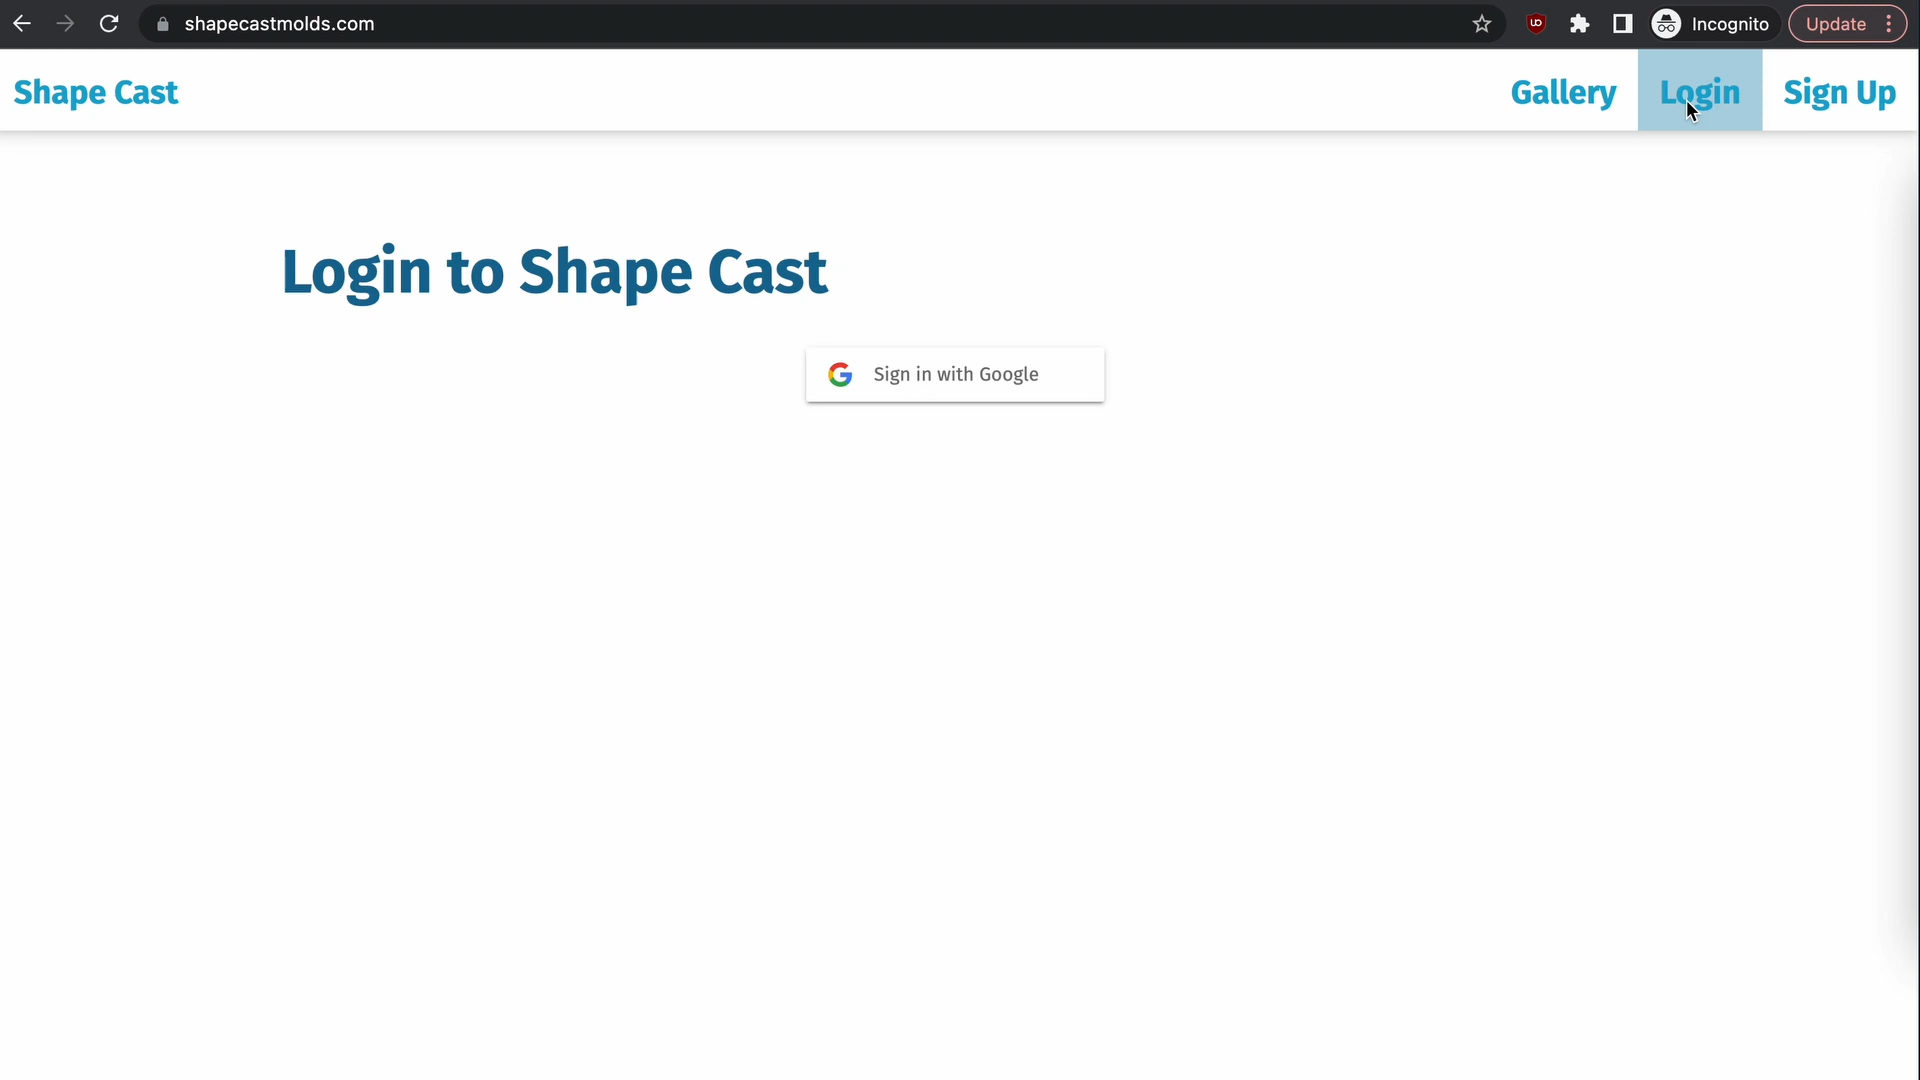 shapecastmolds.com
Incognito
Update
Shape Cast
Gallery
Login
Sign Up
Login to Shape Cast
Sign in with Google